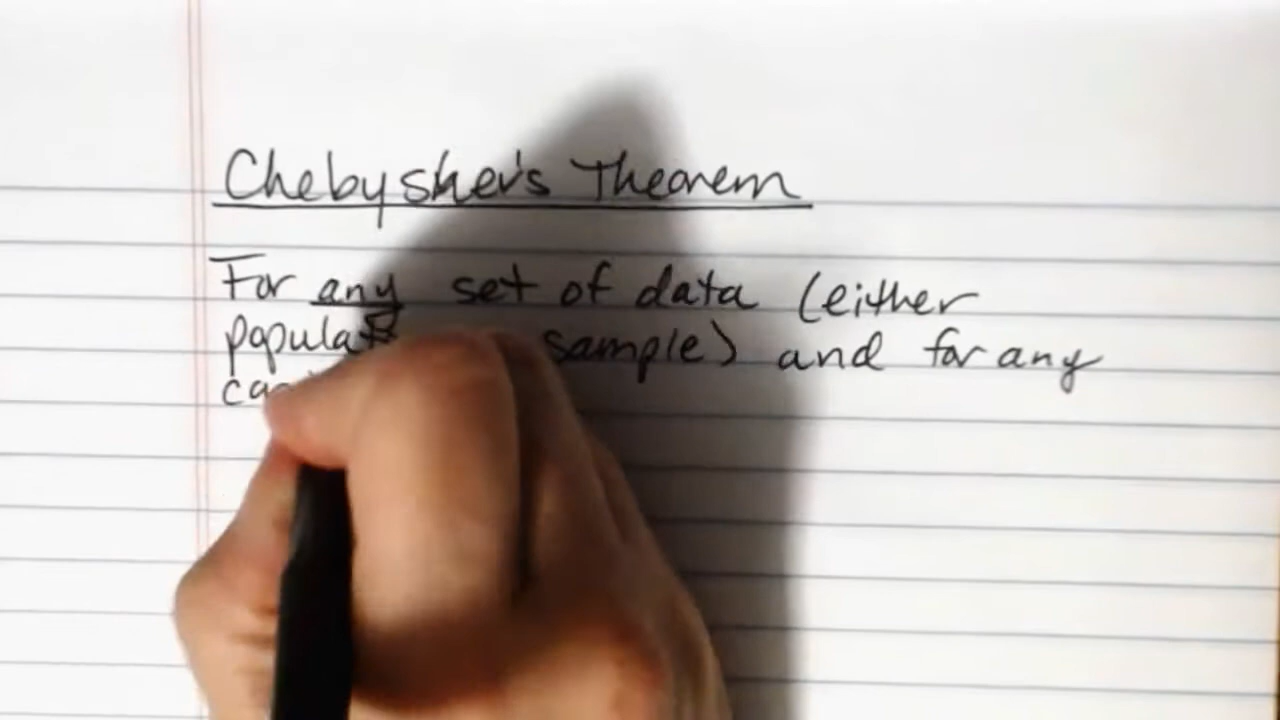 Chebyshev's Theorem
For any set of data (either
sample) and for any